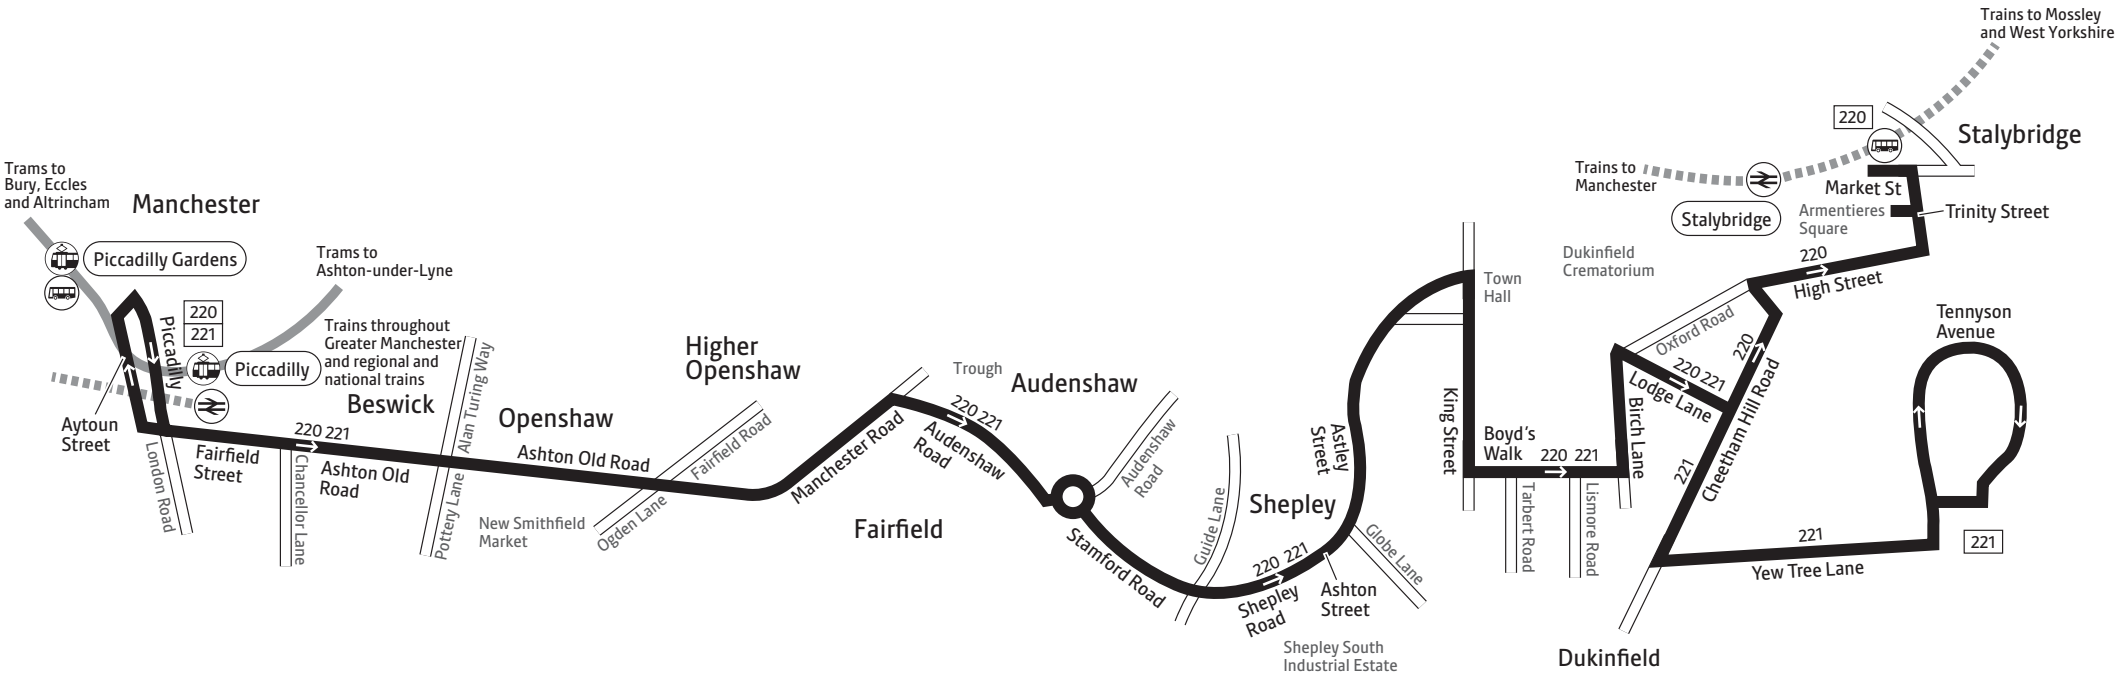 Trams to
Bury, Eccles
and Altrincham
Manchester
Piccadilly Gardens
Trams to
Ashton-under-Lyne
220
221
Piccadilly
Piccadilly
Trains throughout
Greater Manchester
and regional and
national trains
Aytoun
Street
London Road
Fairfield
Street
220 221
Chancellor Lane
Beswick
Ashton Old
Road
Alan Turing Way
Pottery Lane
Openshaw
Ashton Old Road
New Smithfield
Market
Fairfield Road
Ogden Lane
Higher
Openshaw
Manchester Road
Fairfield
Trough
Audenshaw
220 221
Audenshaw
Road
Audenshaw
Road
Stamford Road
Guide Lane
Shepley
220 221
Shepley
Road
Ashton
Street
Globe Lane
Shepley South
Industrial Estate
Astley
Street
Town
Hall
King Street
Boyd's
Walk
220 221
Tarbert Road
Lismore Road
Dukinfield
Crematorium
Birch Lane
Oxford Road
220 221
Lodge Lane
220
221
Cheetham Hill Road
Dukinfield
221
Yew Tree Lane
Tennyson
Avenue
221
220
High Street
Trains to
Manchester
Stalybridge
Armentieres
Square
Market St
Trinity Street
220
Stalybridge
Trains to Mossley
and West Yorkshire